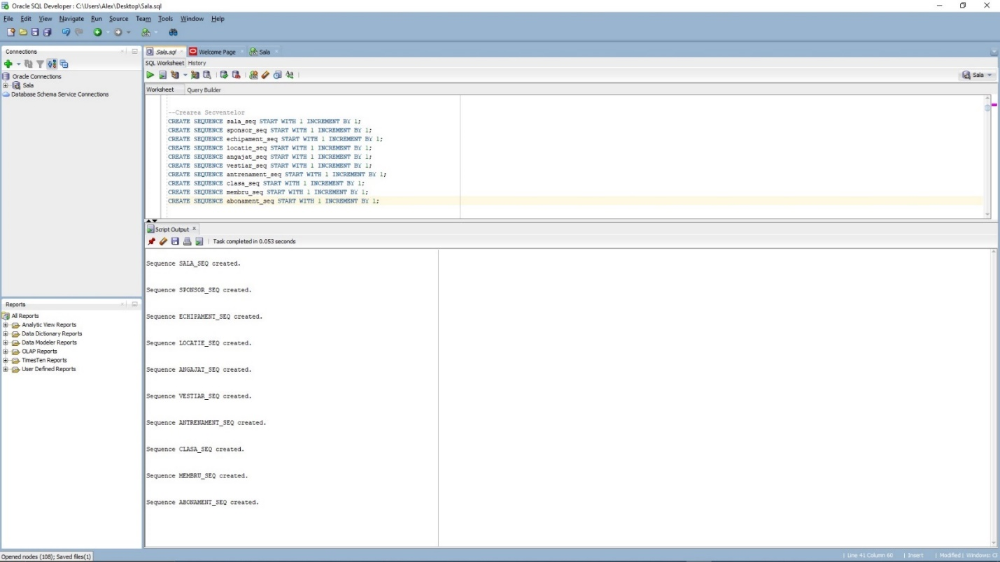 Oracle SQL Developer : C:\Users\Alex\Desktop\Sala.sql
File Edit View Navigate Run Source Team Tools Window Help
Connections
Oracle Connections
Sala
Database Schema Service Connections
Sala.sql Welcome Page Sala
SQL Worksheet History
Sala
Worksheet Query Builder
--Crearea Secventelor
CREATE SEQUENCE sala_seq START WITH 1 INCREMENT BY 1;
CREATE SEQUENCE sponsor_seq START WITH 1 INCREMENT BY 1;
CREATE SEQUENCE echipament_seq START WITH 1 INCREMENT BY 1;
CREATE SEQUENCE locatie_seq START WITH 1 INCREMENT BY 1;
CREATE SEQUENCE angajat_seq START WITH 1 INCREMENT BY 1;
CREATE SEQUENCE vestiar_seq START WITH 1 INCREMENT BY 1;
CREATE SEQUENCE antrenament_seq START WITH 1 INCREMENT BY 1;
CREATE SEQUENCE clasa_seq START WITH 1 INCREMENT BY 1;
CREATE SEQUENCE membru_seq START WITH 1 INCREMENT BY 1;
CREATE SEQUENCE abonament_seq START WITH 1 INCREMENT BY 1;
Script Output
Task completed in 0.053 seconds
Sequence SALA_SEQ created.
Sequence SPONSOR_SEQ created.
Sequence ECHIPAMENT_SEQ created.
Sequence LOCATIE_SEQ created.
Sequence ANGAJAT_SEQ created.
Sequence VESTIAR_SEQ created.
Sequence ANTRENAMENT_SEQ created.
Sequence CLASA_SEQ created.
Sequence MEMBRU_SEQ created.
Sequence ABONAMENT_SEQ created.
Reports
All Reports
Analytic View Reports
Data Dictionary Reports
Data Modeler Reports
OLAP Reports
TimesTen Reports
User Defined Reports
Opened nodes (108); Saved files(1)
Line 41 Column 60 | Insert | Modified | Windows: Cl